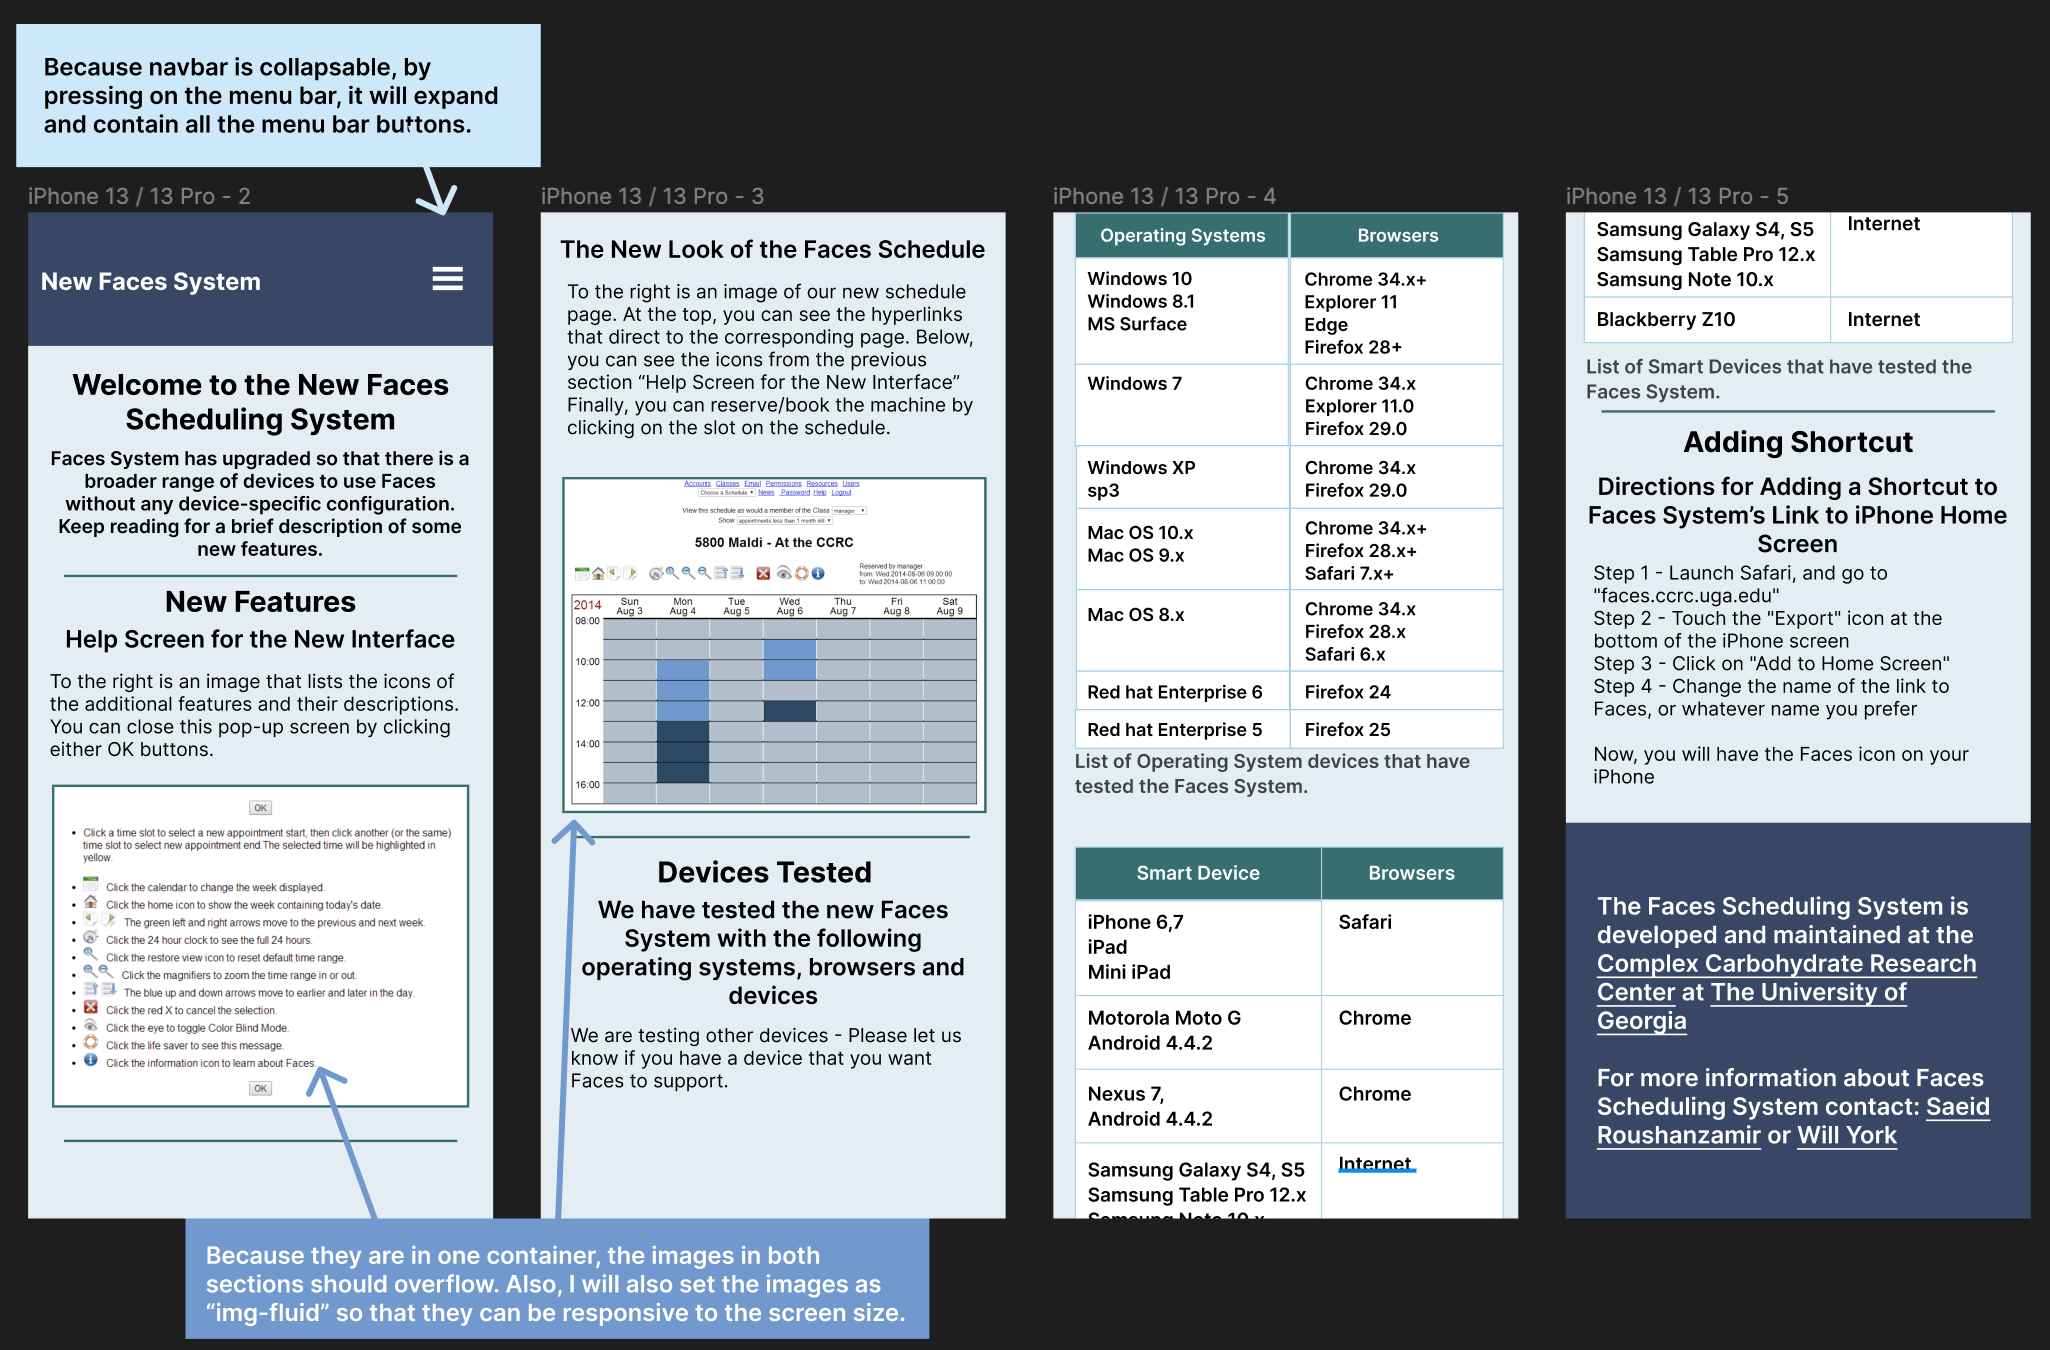 Because navbar is collapsable, by
pressing on the menu bar, it will expand
and contain all the menu bar buttons.
iPhone 13 / 13 Pro - 2
New Faces System
Welcome to the New Faces
Scheduling System
Faces System has upgraded so that there is a
broader range of devices to use Faces
without any device-specific configuration.
Keep reading for a brief description of some
new features.
New Features
Help Screen for the New Interface
To the right is an image that lists the icons of
the additional features and their descriptions.
You can close this pop-up screen by clicking
either OK buttons.
OK
Click a time slot to select a new appointment start, then click another (or the same)
time slot to select new appointment end.The selected time will be highlighted in
yellow.
Click the calendar to change the week displayed.
Click the home icon to show the week containing today's date.
The green left and right arrows move to the previous and next week.
Click the 24 hour clock to see the full 24 hours.
Click the restore view icon to reset default time range.
Click the magnifiers to zoom the time range in or out.
The blue up and down arrows move to earlier and later in the day.
Click the red X to cancel the selection.
Click the eye to toggle Color Blind Mode.
Click the life saver to see this message.
Click the information icon to learn about Faces.
OK
Because they are in one container, the images in both
sections should overflow. Also, I will also set the images as
“img-fluid” so that they can be responsive to the screen size.
iPhone 13 / 13 Pro - 3
The New Look of the Faces Schedule
To the right is an image of our new schedule
page. At the top, you can see the hyperlinks
that direct to the corresponding page. Below,
you can see the icons from the previous
section “Help Screen for the New Interface”
Finally, you can reserve/book the machine by
clicking on the slot on the schedule.
Accounts Classes Email Permissions Resources Users
Choose a Schedule News Password Help Logout
View this schedule as would a member of the Class manager
Show appointments less than 1 month old
5800 Maldi - At the CCRC
Reserved by manager
from: Wed 2014-08-06 09:00:00
to: Wed 2014-08-06 11:00:00
2014 Sun Mon Tue Wed Thu Fri Sat
Aug 3 Aug 4 Aug 5 Aug 6 Aug 7 Aug 8 Aug 9
08:00
10:00
12:00
14:00
16:00
Devices Tested
We have tested the new Faces
System with the following
operating systems, browsers and
devices
We are testing other devices - Please let us
know if you have a device that you want
Faces to support.
iPhone 13 / 13 Pro - 4
Operating Systems Browsers
Windows 10 Chrome 34.x+
Windows 8.1 Explorer 11
MS Surface Edge
Firefox 28+
Windows 7 Chrome 34.x
Explorer 11.0
Firefox 29.0
Windows XP Chrome 34.x
sp3 Firefox 29.0
Mac OS 10.x Chrome 34.x+
Mac OS 9.x Firefox 28.x+
Safari 7.x+
Mac OS 8.x Chrome 34.x
Firefox 28.x
Safari 6.x
Red hat Enterprise 6 Firefox 24
Red hat Enterprise 5 Firefox 25
List of Operating System devices that have
tested the Faces System.
Smart Device Browsers
iPhone 6,7 Safari
iPad
Mini iPad
Motorola Moto G Chrome
Android 4.4.2
Nexus 7, Chrome
Android 4.4.2
Samsung Galaxy S4, S5 Internet
Samsung Table Pro 12.x
Samsung Note 10.x
iPhone 13 / 13 Pro - 5
Samsung Galaxy S4, S5 Internet
Samsung Table Pro 12.x
Samsung Note 10.x
Blackberry Z10 Internet
List of Smart Devices that have tested the
Faces System.
Adding Shortcut
Directions for Adding a Shortcut to
Faces System’s Link to iPhone Home
Screen
Step 1 - Launch Safari, and go to
"faces.ccrc.uga.edu"
Step 2 - Touch the "Export" icon at the
bottom of the iPhone screen
Step 3 - Click on "Add to Home Screen"
Step 4 - Change the name of the link to
Faces, or whatever name you prefer
Now, you will have the Faces icon on your
iPhone
The Faces Scheduling System is
developed and maintained at the
Complex Carbohydrate Research
Center at The University of
Georgia
For more information about Faces
Scheduling System contact: Saeid
Roushanzamir or Will York